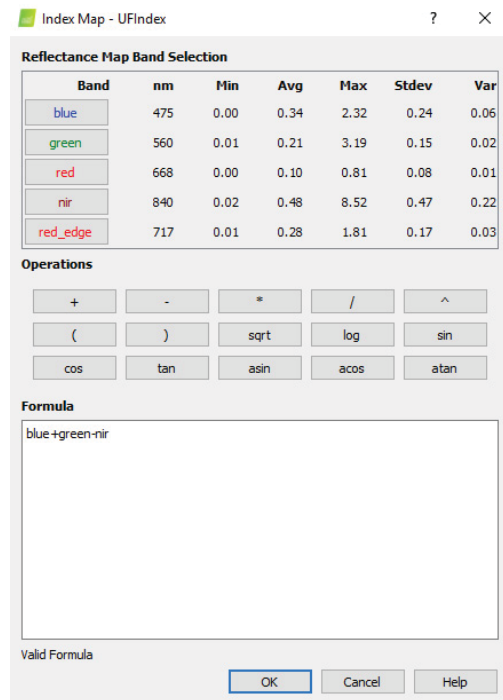 Index Map - UFIndex ? ×
Reflectance Map Band Selection
Band nm Min Avg Max Stdev Var
blue 475 0.00 0.34 2.32 0.24 0.06
green 560 0.01 0.21 3.19 0.15 0.02
red 668 0.00 0.10 0.81 0.08 0.01
nir 840 0.02 0.48 8.52 0.47 0.22
red_edge 717 0.01 0.28 1.81 0.17 0.03
Operations
+ - * / ^
( ) sqrt log sin
cos tan asin acos atan
Formula
blue+green-nir
Valid Formula
OK Cancel Help